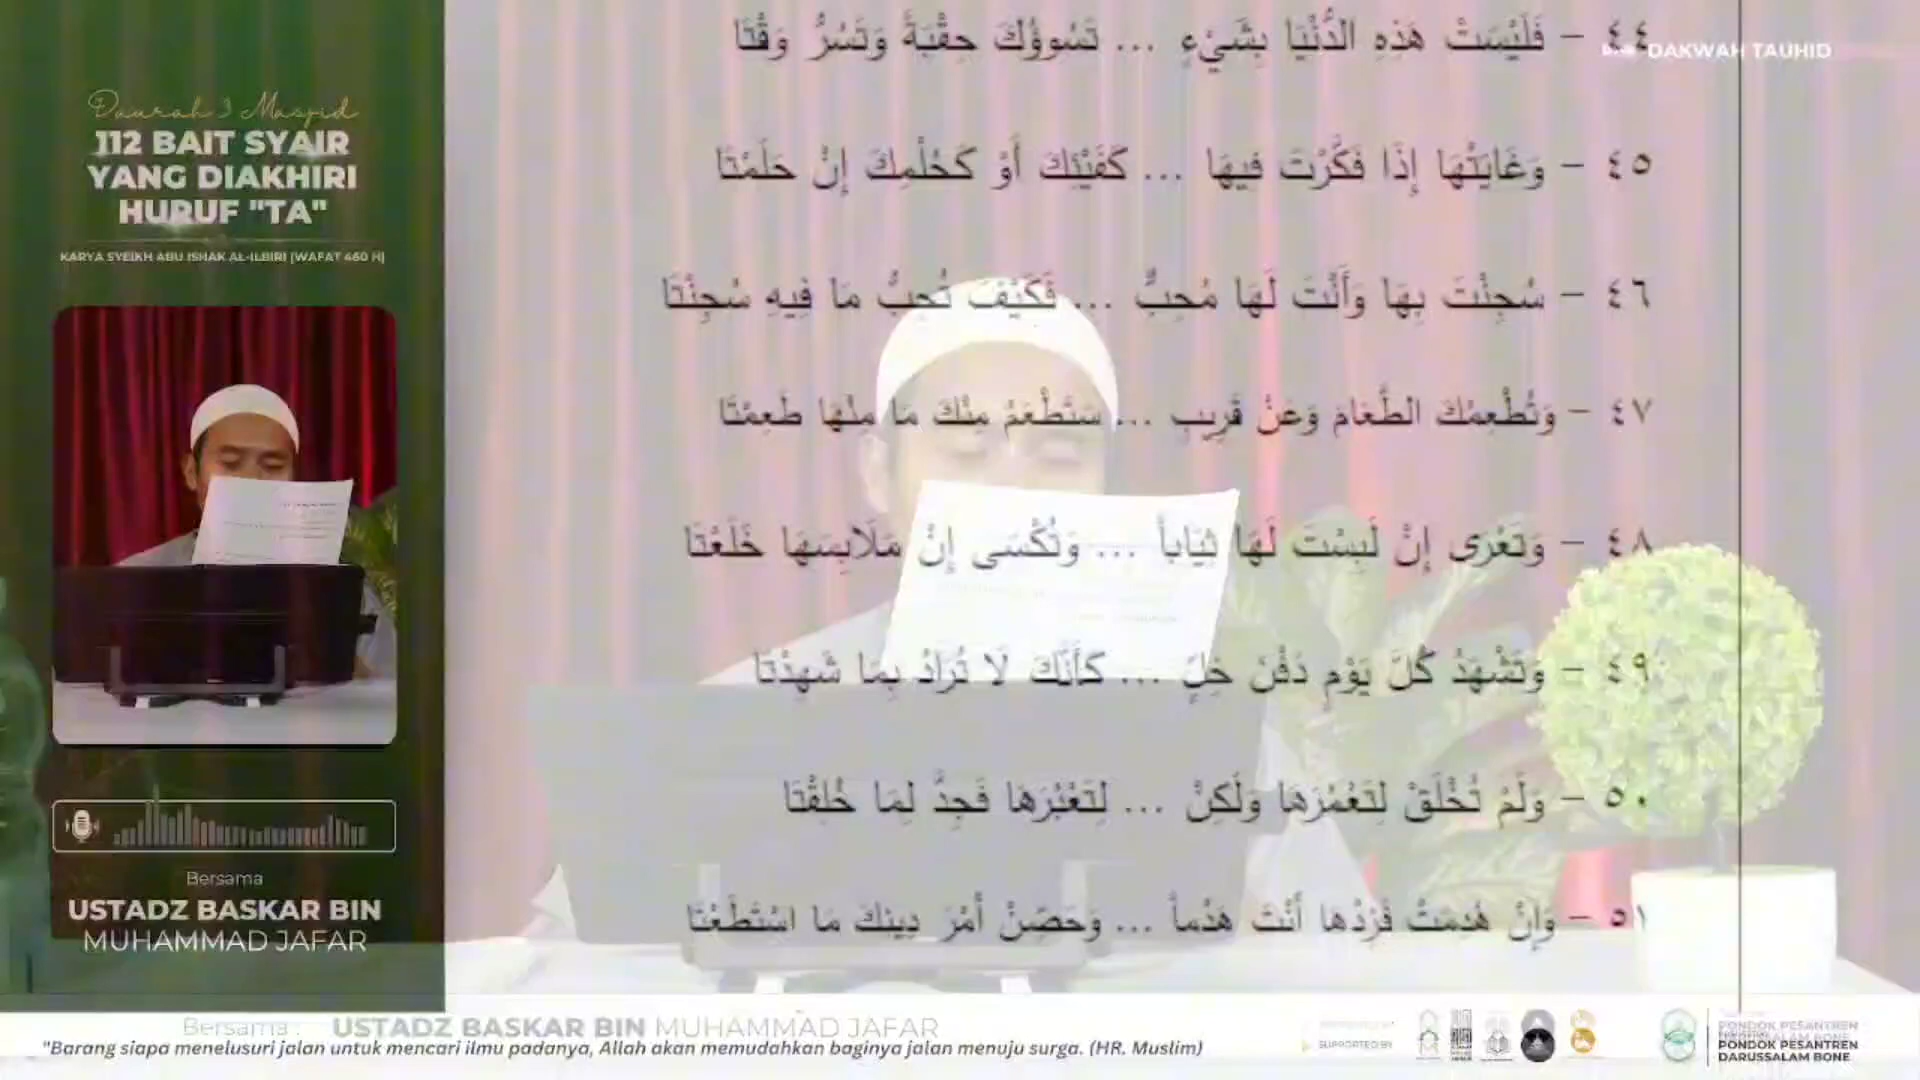 Daurah 3 Masjid
112 BAIT SYAIR
YANG DIAKHIRI
HURUF "TA"
KARYA SYEIKH ABU ISHAK AL-ILBIRI (WAFAT 460 H)
Bersama
USTADZ BASKAR BIN
MUHAMMAD JAFAR
DAKWAH TAUHID
٤٤ – فَلَيْسَتْ هَذِهِ الدُّنْيَا بِشَيْءٍ ... تَسُوؤُكَ حِقْبَةً وَتَسُرُّ وَقْتَا
٤٥ – وَغَايَتُهَا إِذَا فَكَّرْتَ فِيهَا ... كَفَيْئِكَ أَوْ كَحُلْمِكَ إِنْ حَلَمْتَا
٤٦ – سُجِنْتَ بِهَا وَأَنْتَ لَهَا مُحِبٌّ ... فَكَيْفَ تُحِبُّ مَا فِيهِ سُجِنْتَا
٤٧ – وَتُطْعِمُكَ الطَّعَامَ وَعَنْ قَرِيبٍ ... سَتَطْعَمُ مِنْكَ مَا مِنْهَا طَعِمْتَا
٤٨ – وَتَعْرَى إِنْ لَبِسْتَ لَهَا ثِيَاباً ... وَتُكْسَى إِنْ مَلَابِسَهَا خَلَعْتَا
٤٩ – وَتَشْهَدُ كُلَّ يَوْمٍ دَفْنَ خِلٍّ ... كَأَنَّكَ لَا تُرَادُ بِمَا شَهِدْتَا
٥٠ – وَلَمْ تُخْلَقْ لِتَعْمُرَهَا وَلَكِنْ ... لِتَعْبُرَهَا فَجِدَّ لِمَا خُلِقْتَا
٥١ – وَإِنْ هُدِمَتْ فَزِدْهَا أَنْتَ هَدْماً ... وَحَصِّنْ أَمْرَ دِينِكَ مَا اسْتَطَعْتَا
Bersama : USTADZ BASKAR BIN MUHAMMAD JAFAR
"Barang siapa menelusuri jalan untuk mencari ilmu padanya, Allah akan memudahkan baginya jalan menuju surga. (HR. Muslim)
SUPPORTED BY
PONDOK PESANTREN
DARUSSALAM BONE